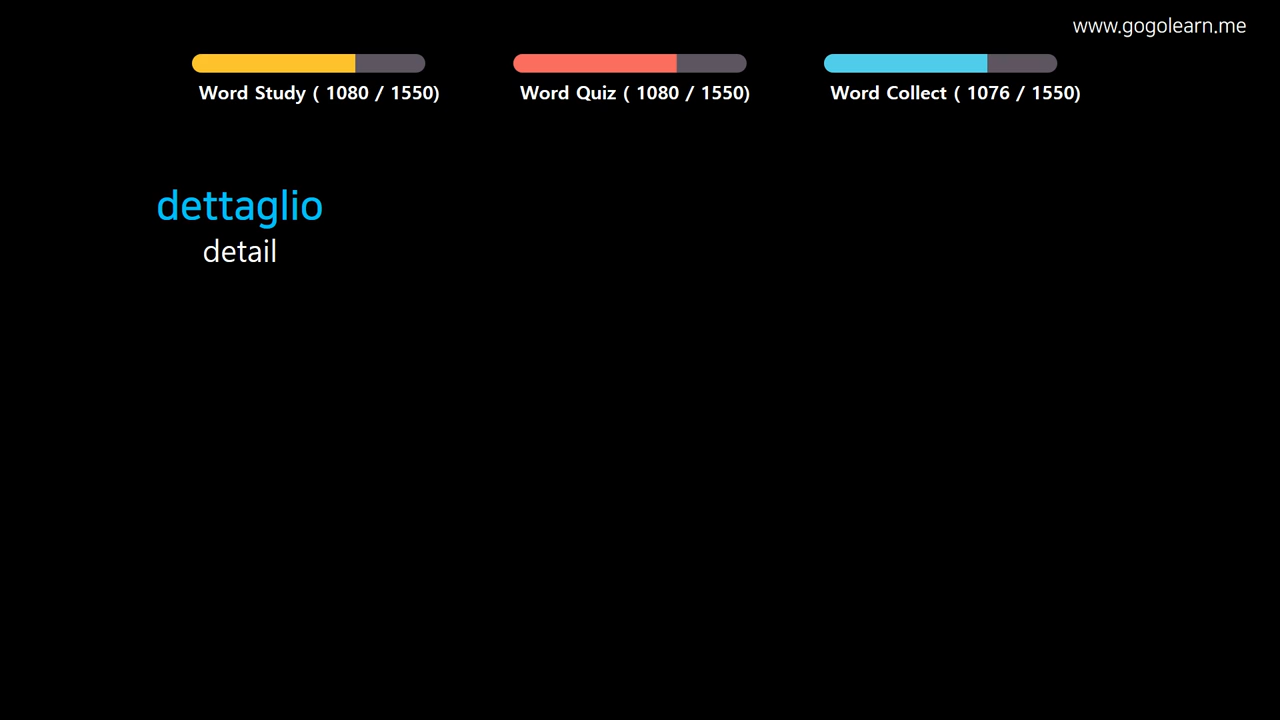 www.gogolearn.me
Word Study ( 1080 / 1550)
Word Quiz ( 1080 / 1550)
Word Collect ( 1076 / 1550)
dettaglio
detail